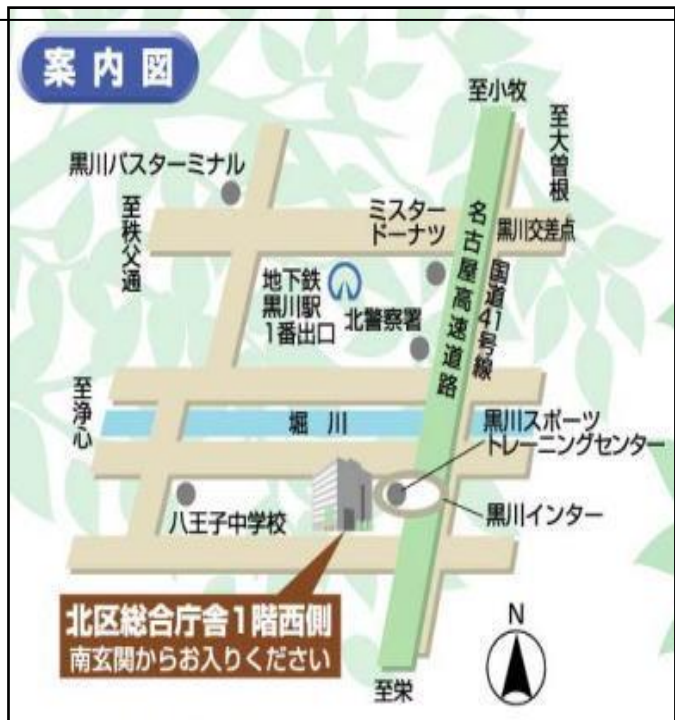 案内図
至小牧
至大曽根
黒川バスターミナル
至秩父通
ミスター
ドーナツ
名古屋高速道路
黒川交差点
国道41号線
地下鉄
黒川駅
1番出口
北警察署
至浄心
堀川
黒川スポーツ
トレーニングセンター
八王子中学校
黒川インター
北区総合庁舎1階西側
南玄関からお入りください
N
至栄